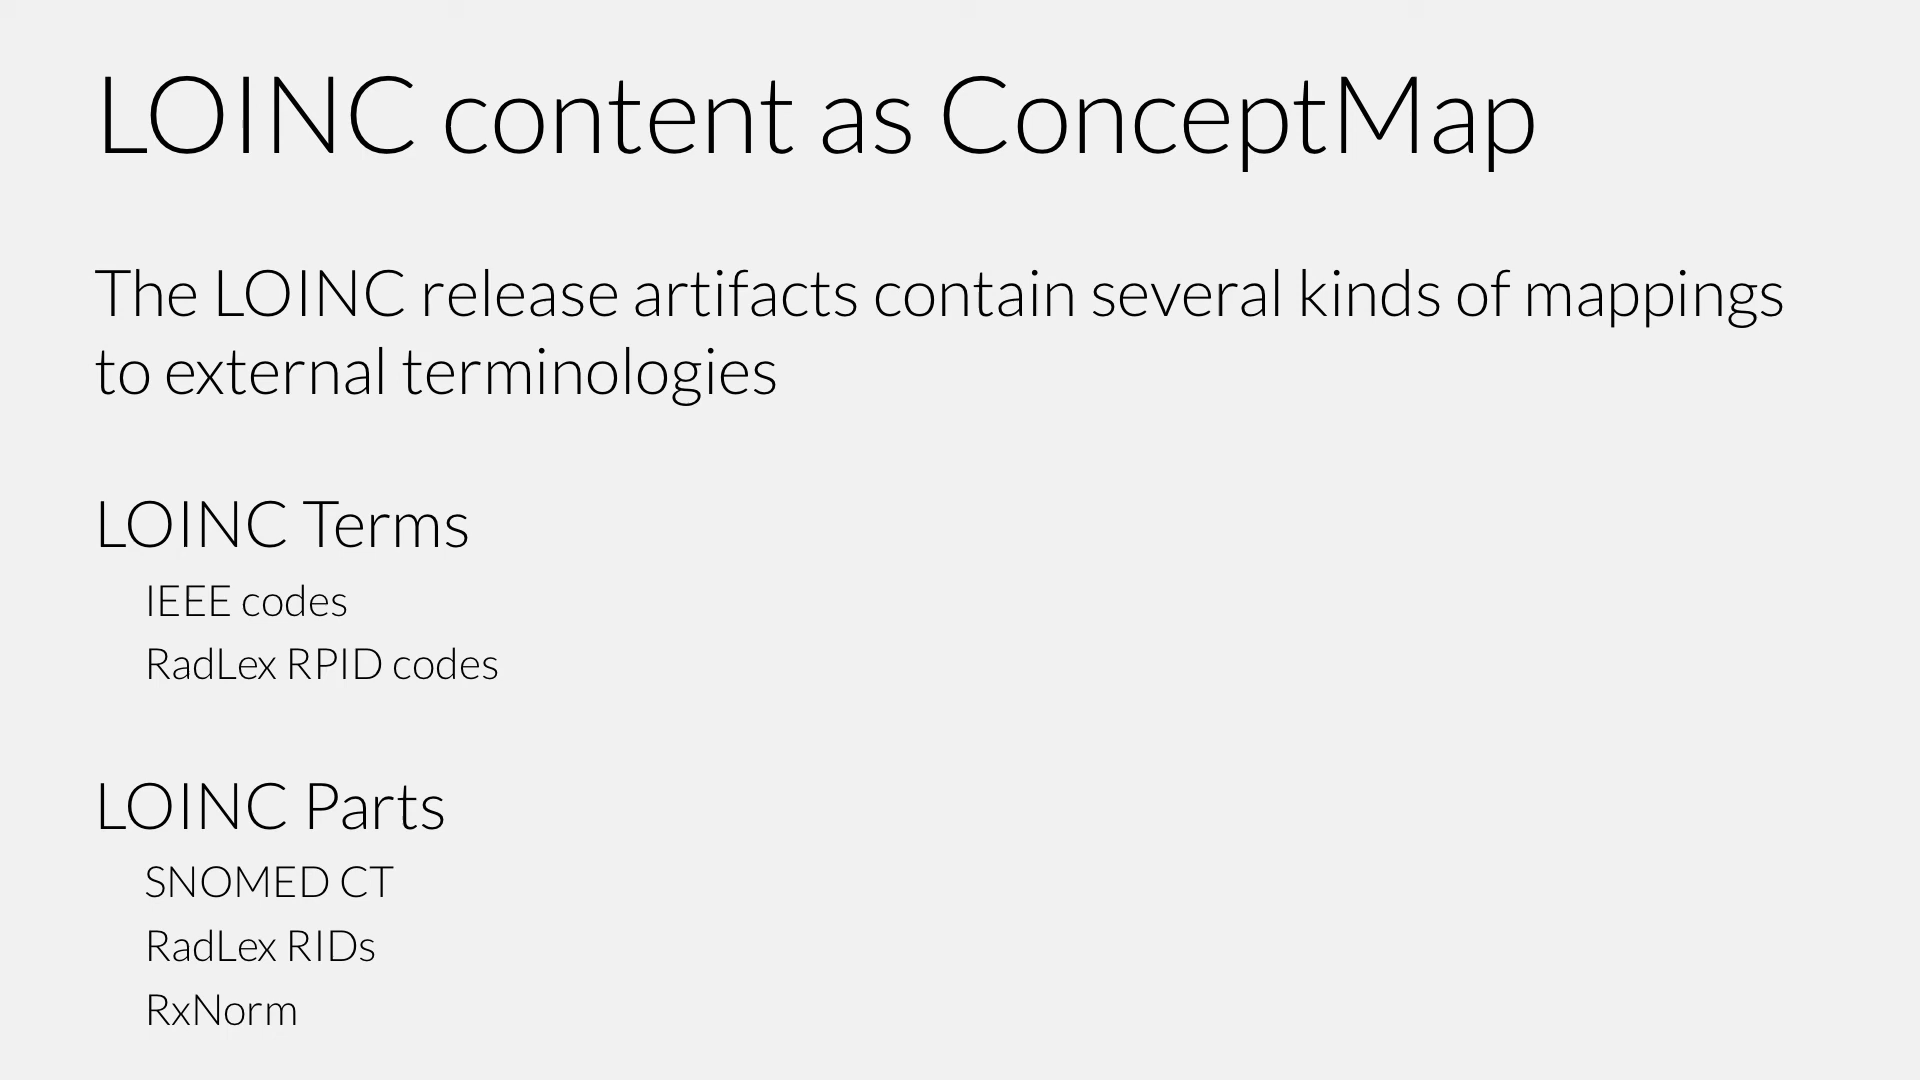 LOINC content as ConceptMap
The LOINC release artifacts contain several kinds of mappings
to external terminologies
LOINC Terms
IEEE codes
RadLex RPID codes
LOINC Parts
SNOMED CT
RadLex RIDs
RxNorm